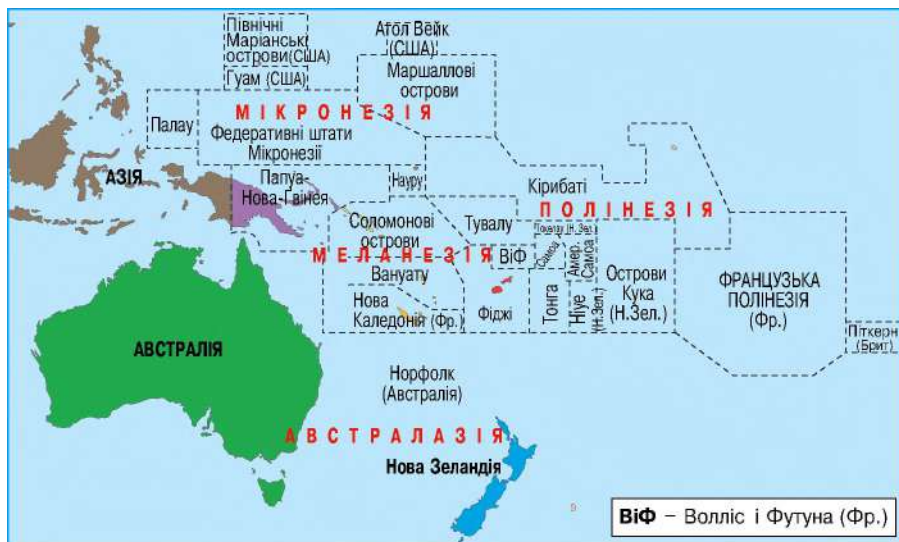 Північні
Маріанські
острови(США)
Гуам (США)
Атол Вейк
(США)
Маршаллові
острови
МІКРОНЕЗІЯ
Палау
Федеративні штати
Мікронезії
АЗІЯ
Папуа-
Нова-Гвінея
Науру
Кірибаті
ПОЛІНЕЗІЯ
Соломонові
острови
Тувалу
Токелау (Н. Зел.)
МЕЛАНЕЗІЯ
ВіФ
Самоа
Амер.
Самоа
Вануату
Острови
Кука
(Н.Зел.)
ФРАНЦУЗЬКА
ПОЛІНЕЗІЯ
(Фр.)
Нова
Каледонія (Фр.)
Фіджі
Тонга
Ніуе
(Н.Зел.)
Піткерн
(Брит)
АВСТРАЛІЯ
Норфолк
(Австралія)
АВСТРАЛАЗІЯ
Нова Зеландія
ВіФ – Волліс і Футуна (Фр.)